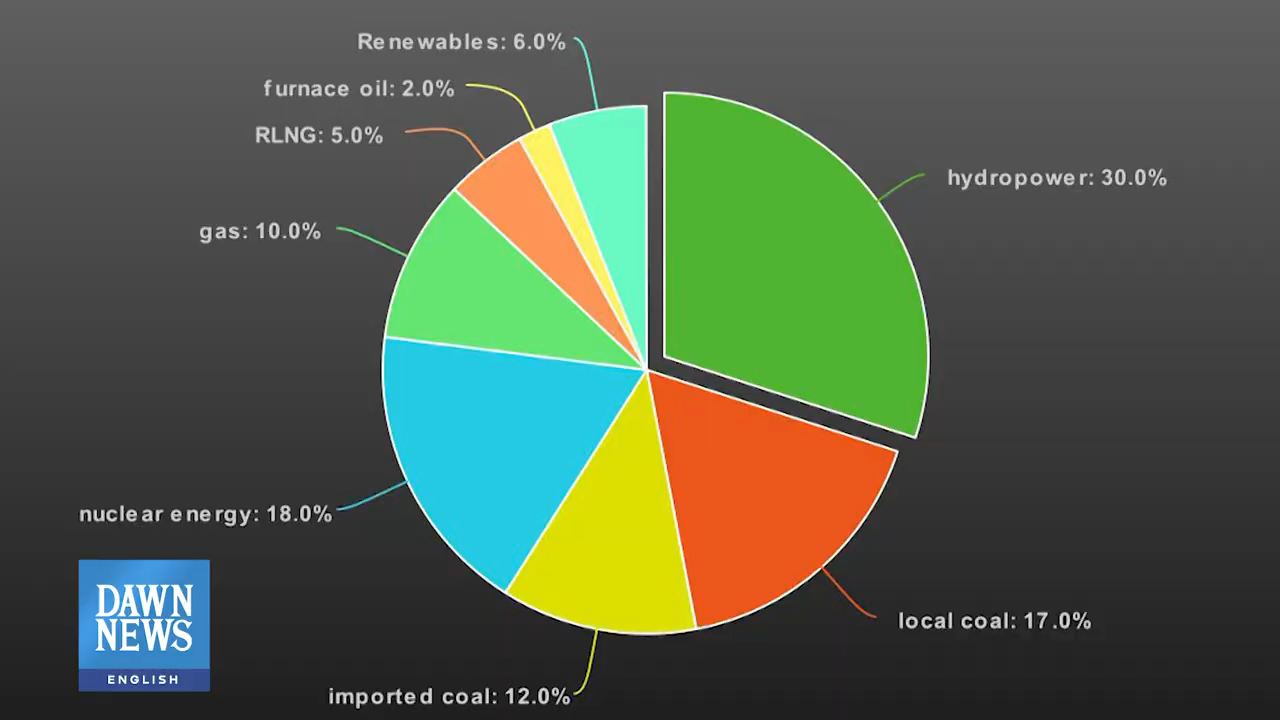 Renewables: 6.0%
furnace oil: 2.0%
RLNG: 5.0%
hydropower: 30.0%
gas: 10.0%
nuclear energy: 18.0%
local coal: 17.0%
imported coal: 12.0%
DAWN
NEWS
ENGLISH